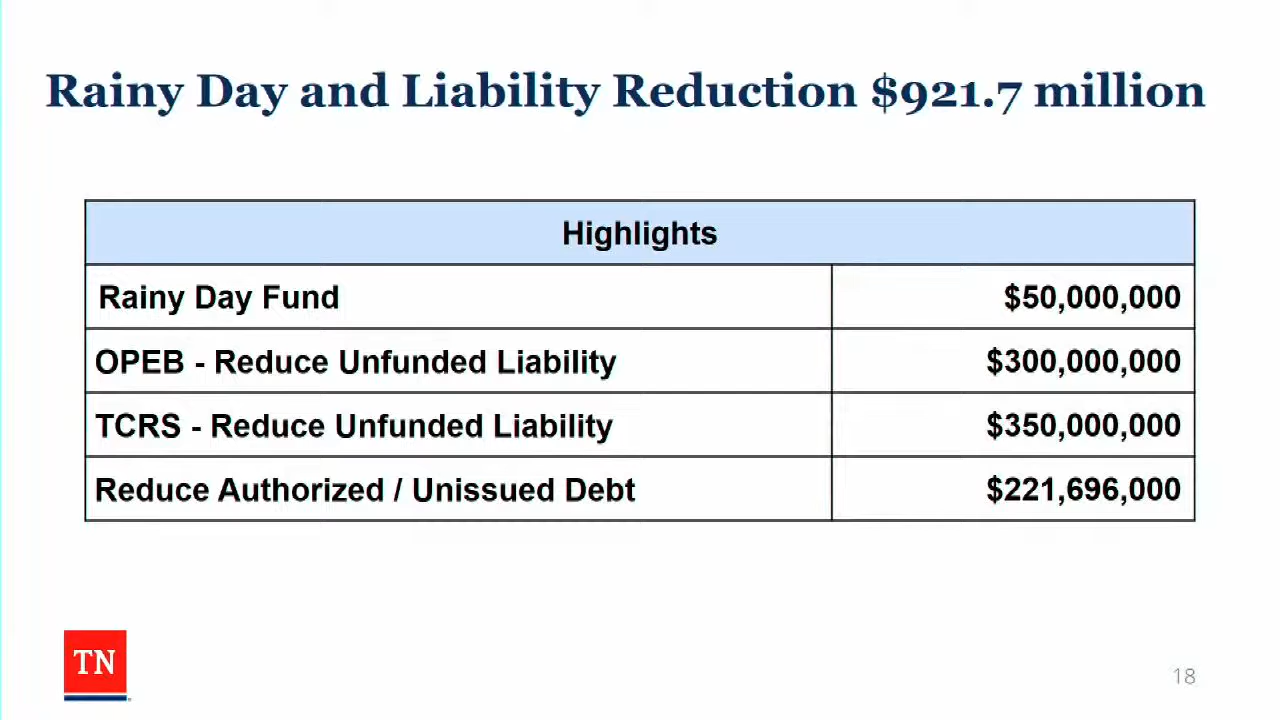 Rainy Day and Liability Reduction $921.7 million
Highlights
Rainy Day Fund $50,000,000
OPEB - Reduce Unfunded Liability $300,000,000
TCRS - Reduce Unfunded Liability $350,000,000
Reduce Authorized / Unissued Debt $221,696,000
TN
18